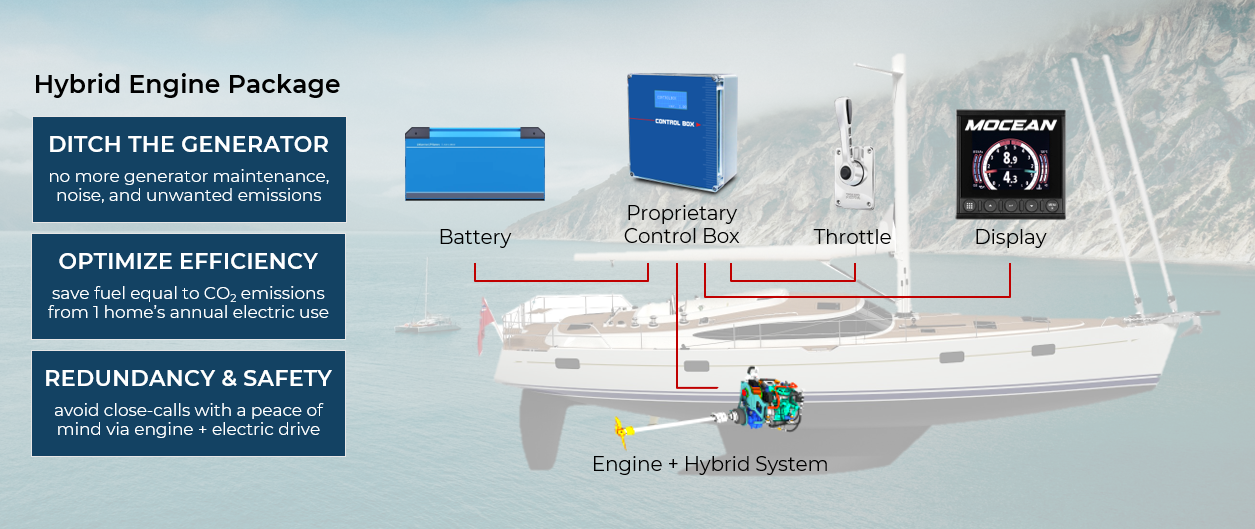 Hybrid Engine Package
DITCH THE GENERATOR
no more generator maintenance,
noise, and unwanted emissions
OPTIMIZE EFFICIENCY
save fuel equal to CO₂ emissions
from 1 home's annual electric use
REDUNDANCY & SAFETY
avoid close-calls with a peace of
mind via engine + electric drive
Battery
CONTROL BOX
Proprietary
Control Box
Throttle
MOCEAN
8.9
4.3
Display
Engine + Hybrid System